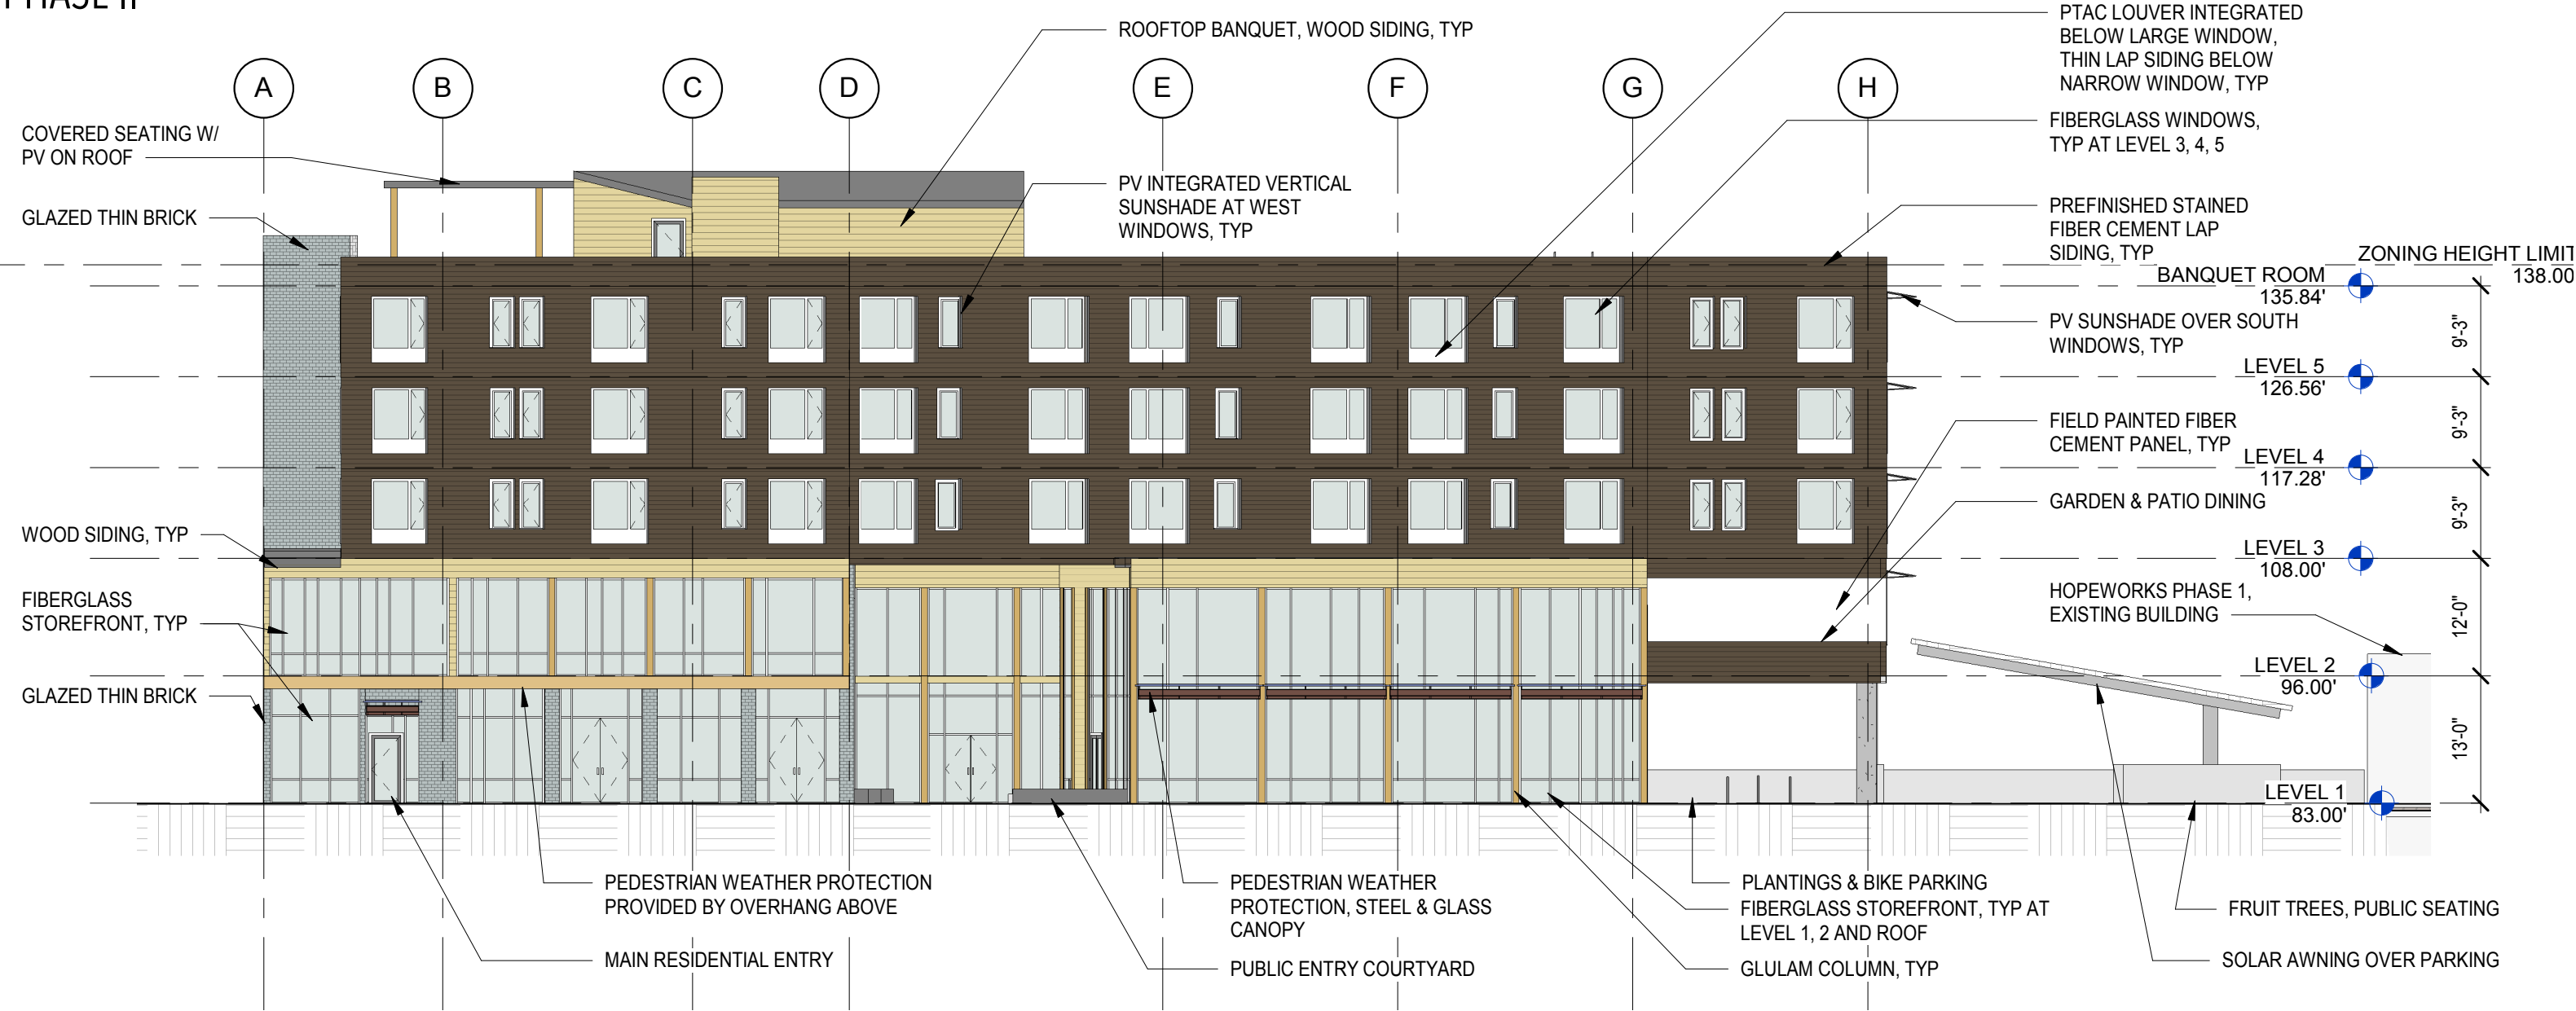 PHASE II
A
B
C
D
E
F
G
H
COVERED SEATING W/
PV ON ROOF
GLAZED THIN BRICK
WOOD SIDING, TYP
FIBERGLASS
STOREFRONT, TYP
GLAZED THIN BRICK
ROOFTOP BANQUET, WOOD SIDING, TYP
PV INTEGRATED VERTICAL
SUNSHADE AT WEST
WINDOWS, TYP
PTAC LOUVER INTEGRATED
BELOW LARGE WINDOW,
THIN LAP SIDING BELOW
NARROW WINDOW, TYP
FIBERGLASS WINDOWS,
TYP AT LEVEL 3, 4, 5
PREFINISHED STAINED
FIBER CEMENT LAP
SIDING, TYP
ZONING HEIGHT LIMIT
138.00
BANQUET ROOM
135.84'
PV SUNSHADE OVER SOUTH
WINDOWS, TYP
9'-3"
LEVEL 5
126.56'
9'-3"
FIELD PAINTED FIBER
CEMENT PANEL, TYP
LEVEL 4
117.28'
GARDEN & PATIO DINING
9'-3"
LEVEL 3
108.00'
HOPEWORKS PHASE 1,
EXISTING BUILDING
12'-0"
LEVEL 2
96.00'
13'-0"
LEVEL 1
83.00'
PEDESTRIAN WEATHER PROTECTION
PROVIDED BY OVERHANG ABOVE
MAIN RESIDENTIAL ENTRY
PEDESTRIAN WEATHER
PROTECTION, STEEL & GLASS
CANOPY
PUBLIC ENTRY COURTYARD
PLANTINGS & BIKE PARKING
FIBERGLASS STOREFRONT, TYP AT
LEVEL 1, 2 AND ROOF
GLULAM COLUMN, TYP
FRUIT TREES, PUBLIC SEATING
SOLAR AWNING OVER PARKING